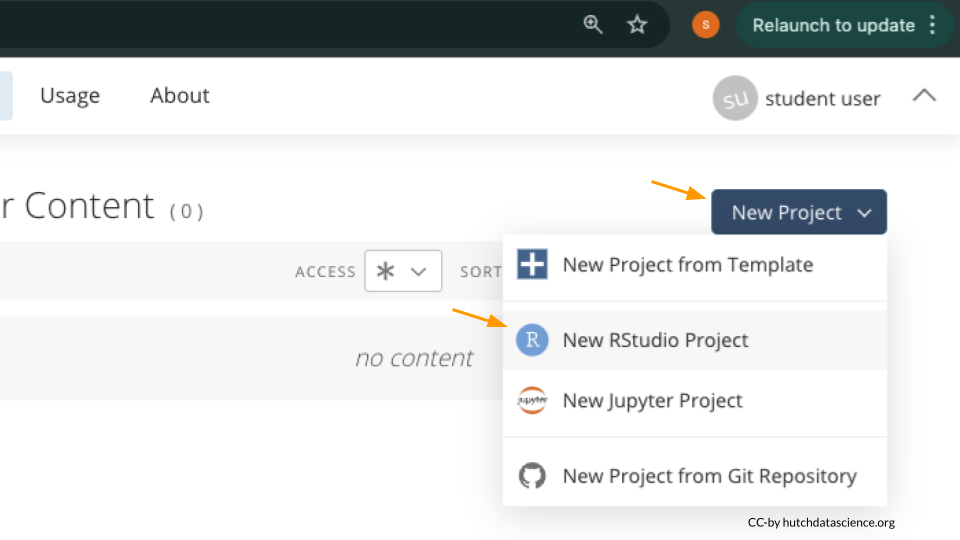 S
Relaunch to update
Usage
About
su
student user
r Content ( 0 )
New Project
ACCESS
*
SORT
New Project from Template
R
New RStudio Project
no content
jupyter
New Jupyter Project
New Project from Git Repository
CC-by hutchdatascience.org